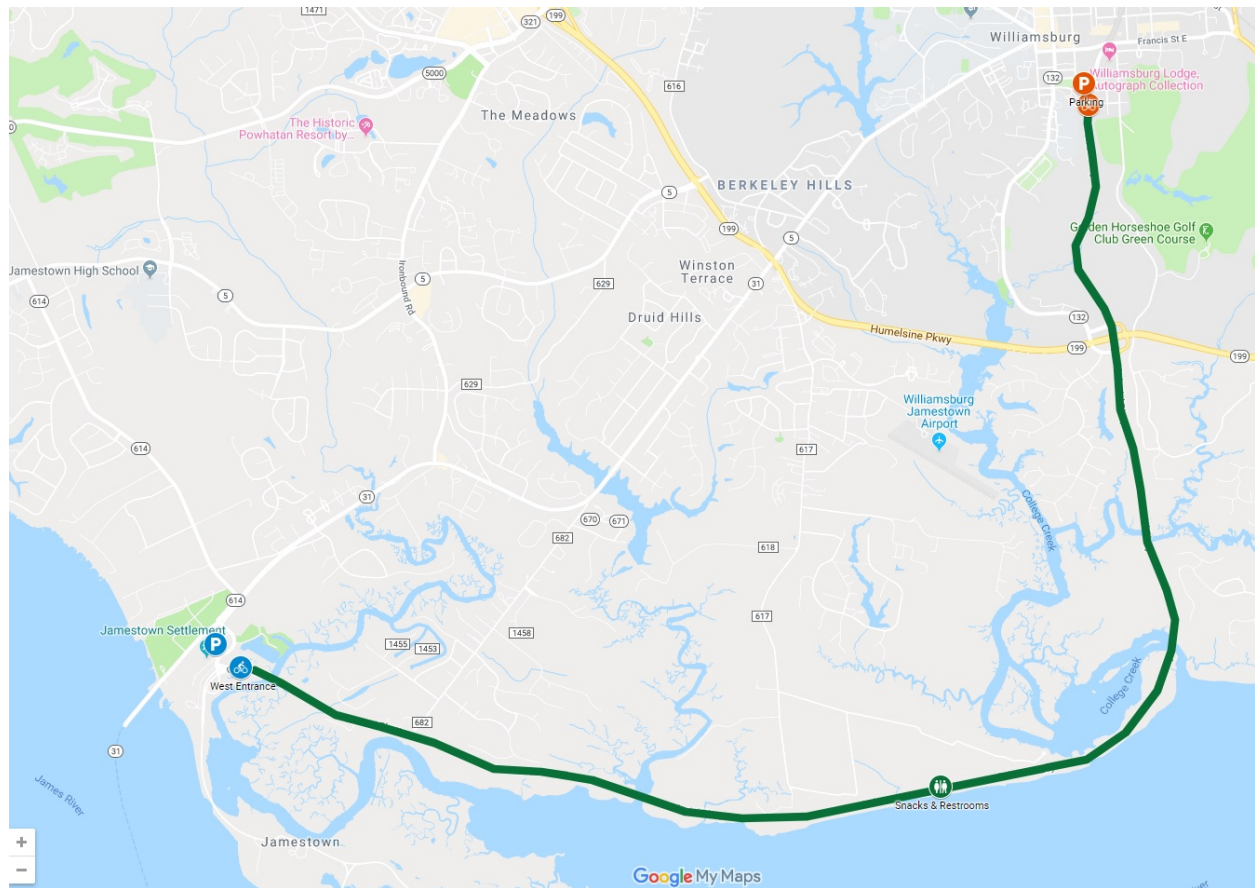 1471
199
321
Williamsburg
Francis St E
132
P
Parking
Williamsburg Lodge,
Autograph Collection
5000
616
The Meadows
The Historic
Powhatan Resort by...
5
BERKELEY HILLS
199
5
Golden Horseshoe Golf
Club Green Course
Jamestown High School
614
5
Ironbound Rd
5
629
Winston
Terrace
31
Druid Hills
132
Humelsine Pkwy
199
199
629
Williamsburg
Jamestown
Airport
614
617
31
670
671
682
618
College Creek
614
617
Jamestown Settlement
P
1455
1453
1458
West Entrance
College Creek
682
31
James River
Snacks & Restrooms
Jamestown
+
−
Google My Maps